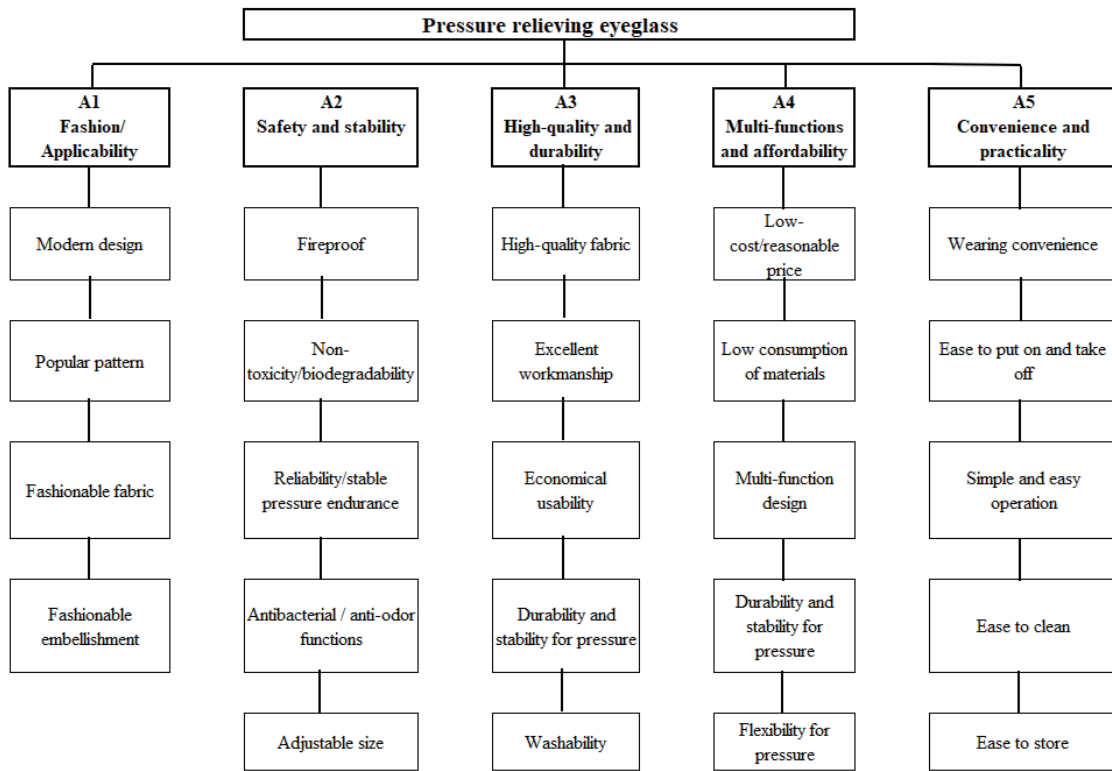 Pressure relieving eyeglass
A1
Fashion/
Applicability
A2
Safety and stability
A3
High-quality and
durability
A4
Multi-functions
and affordability
A5
Convenience and
practicality
Modern design
Fireproof
High-quality fabric
Low-
cost/reasonable
price
Wearing convenience
Popular pattern
Non-
toxicity/biodegradability
Excellent
workmanship
Low consumption
of materials
Ease to put on and take
off
Fashionable fabric
Reliability/stable
pressure endurance
Economical
usability
Multi-function
design
Simple and easy
operation
Fashionable
embellishment
Antibacterial / anti-odor
functions
Durability and
stability for pressure
Durability and
stability for
pressure
Ease to clean
Adjustable size
Washability
Flexibility for
pressure
Ease to store